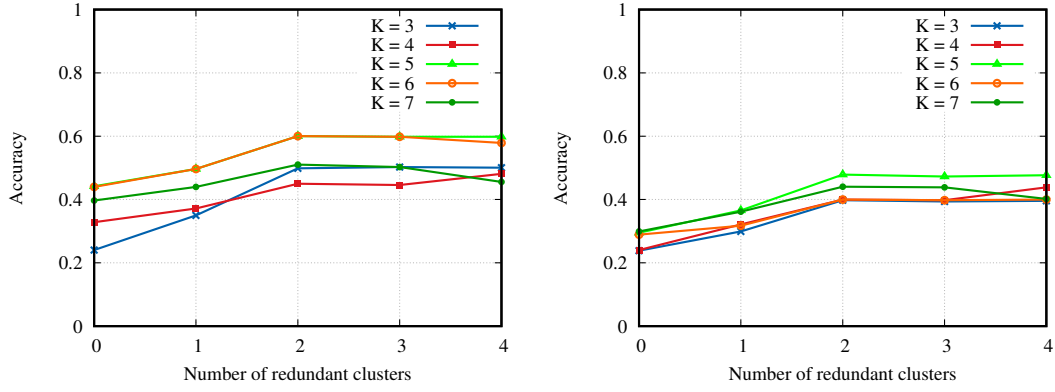 1
0.8
0.6
0.4
0.2
0
Accuracy
K = 3
K = 4
K = 5
K = 6
K = 7
0 1 2 3 4
Number of redundant clusters
1
0.8
0.6
0.4
0.2
0
Accuracy
K = 3
K = 4
K = 5
K = 6
K = 7
0 1 2 3 4
Number of redundant clusters